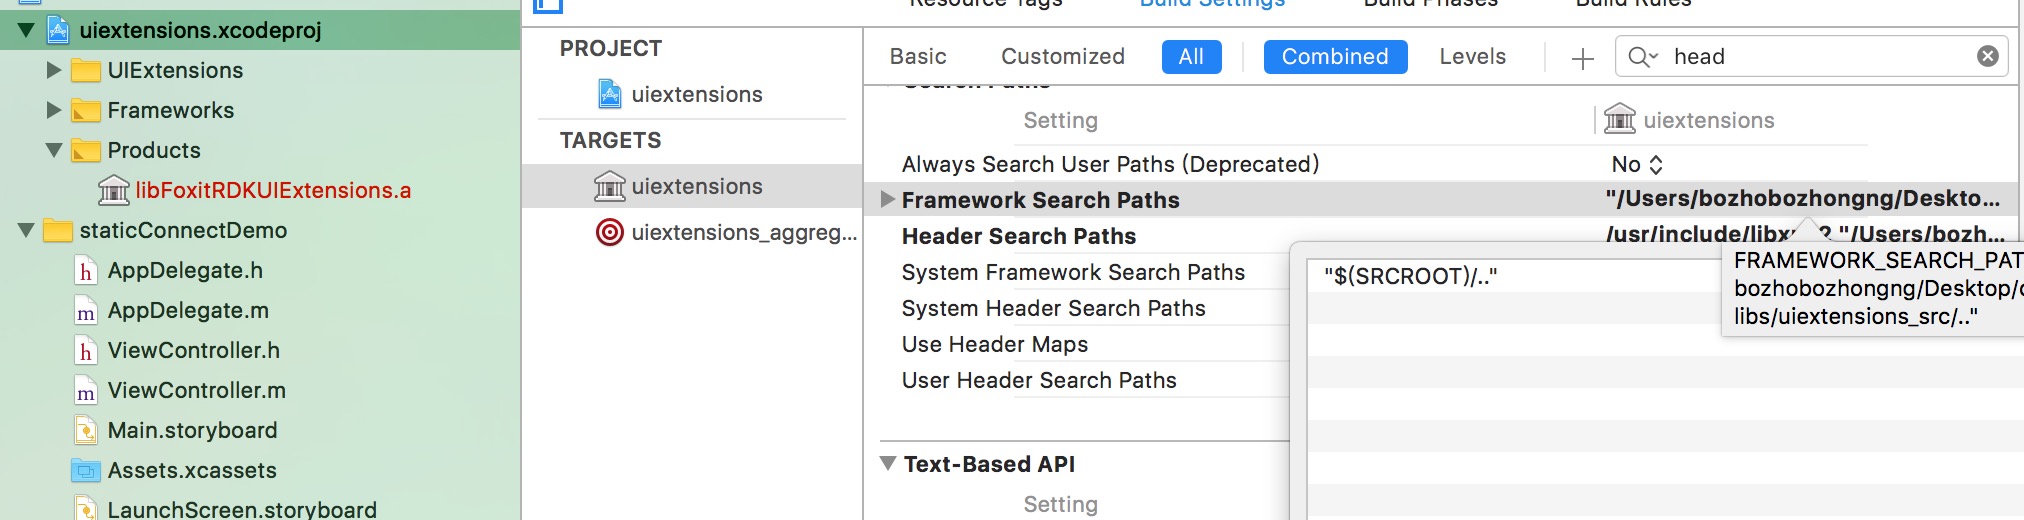 uiextensions.xcodeproj
UIExtensions
Frameworks
Products
libFoxitRDKUIExtensions.a
staticConnectDemo
h AppDelegate.h
m AppDelegate.m
h ViewController.h
m ViewController.m
Main.storyboard
Assets.xcassets
LaunchScreen.storyboard
PROJECT
uiextensions
TARGETS
uiextensions
uiextensions_aggreg...
Resource Tags Build Settings Build Phases Build Rules
Basic Customized All Combined Levels + head
Search Paths
Setting uiextensions
Always Search User Paths (Deprecated) No
Framework Search Paths "/Users/bozhobozhongng/Deskto...
Header Search Paths /usr/include/libxml2 "/Users/bozh...
System Framework Search Paths
System Header Search Paths
Use Header Maps
User Header Search Paths
"$(SRCROOT)/.."
FRAMEWORK_SEARCH_PAT
bozhobozhongng/Desktop/
libs/uiextensions_src/.."
Text-Based API
Setting